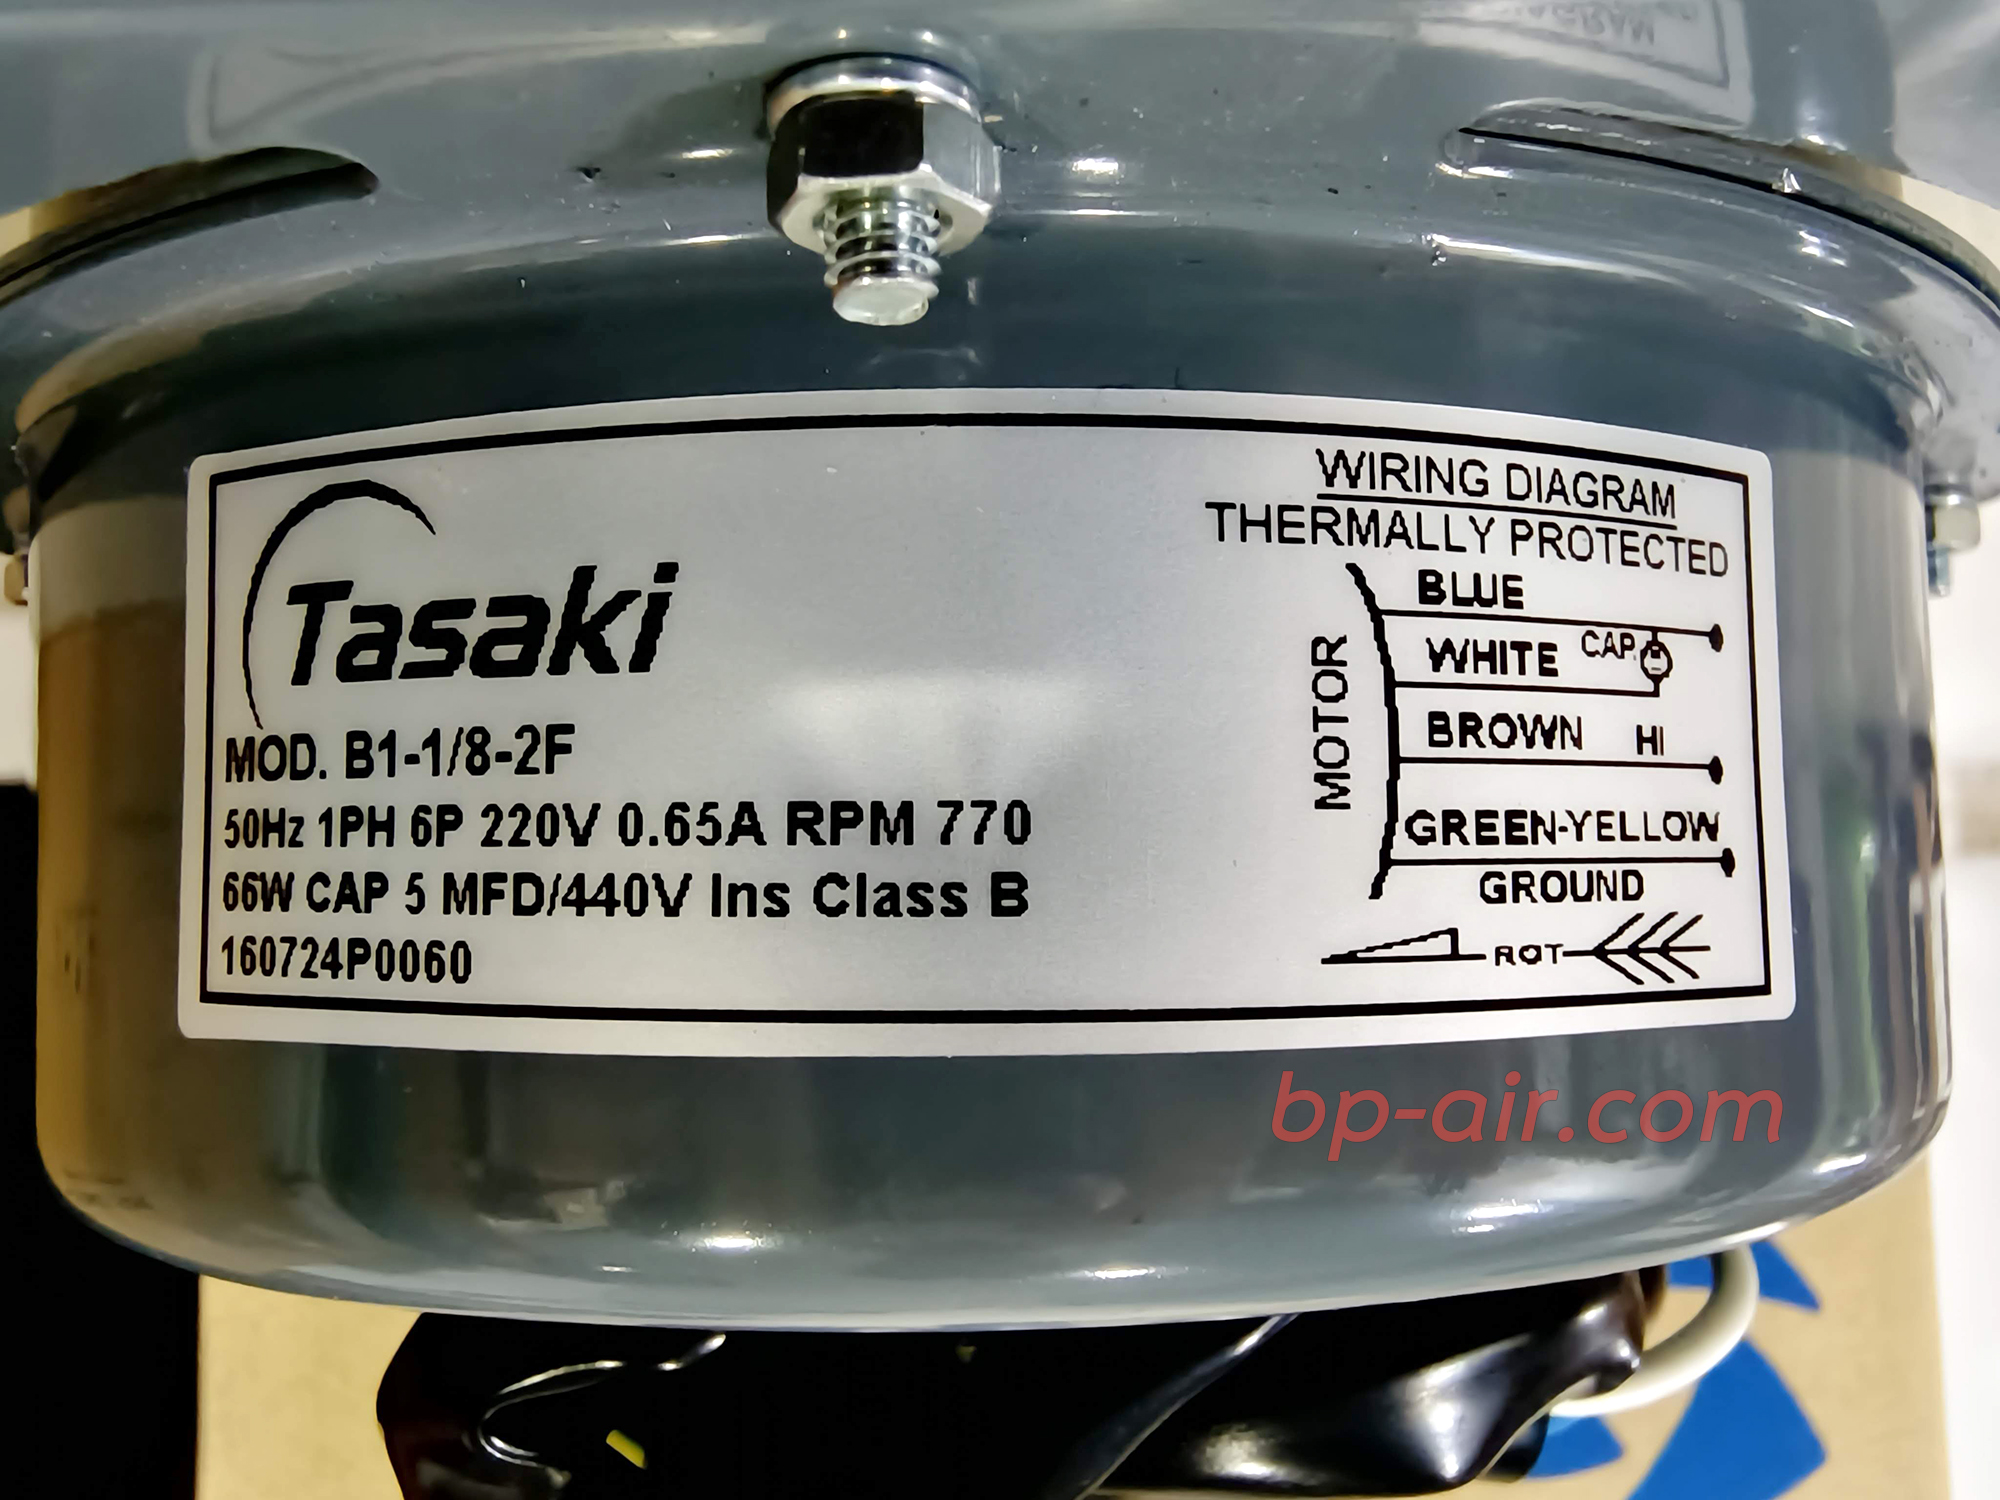 Tasaki
MOD. B1-1/8-2F
50Hz 1PH 6P 220V 0.65A RPM 770
66W CAP 5 MFD/440V Ins Class B
160724P0060
WIRING DIAGRAM
THERMALLY PROTECTED
MOTOR
BLUE
WHITE CAP.
BROWN HI
GREEN-YELLOW
GROUND
ROT
bp-air.com